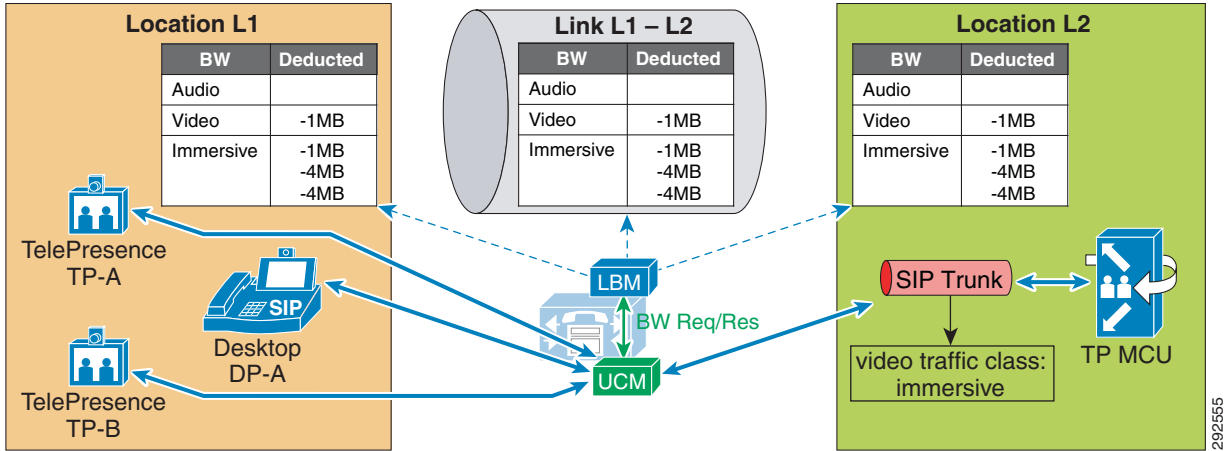 Location L1
BW Deducted
Audio
Video -1MB
Immersive -1MB
-4MB
-4MB
Link L1 – L2
BW Deducted
Audio
Video -1MB
Immersive -1MB
-4MB
-4MB
Location L2
BW Deducted
Audio
Video -1MB
Immersive -1MB
-4MB
-4MB
TelePresence
TP-A
SIP
Desktop
DP-A
TelePresence
TP-B
LBM
BW Req/Res
UCM
SIP Trunk
TP MCU
video traffic class:
immersive
292555